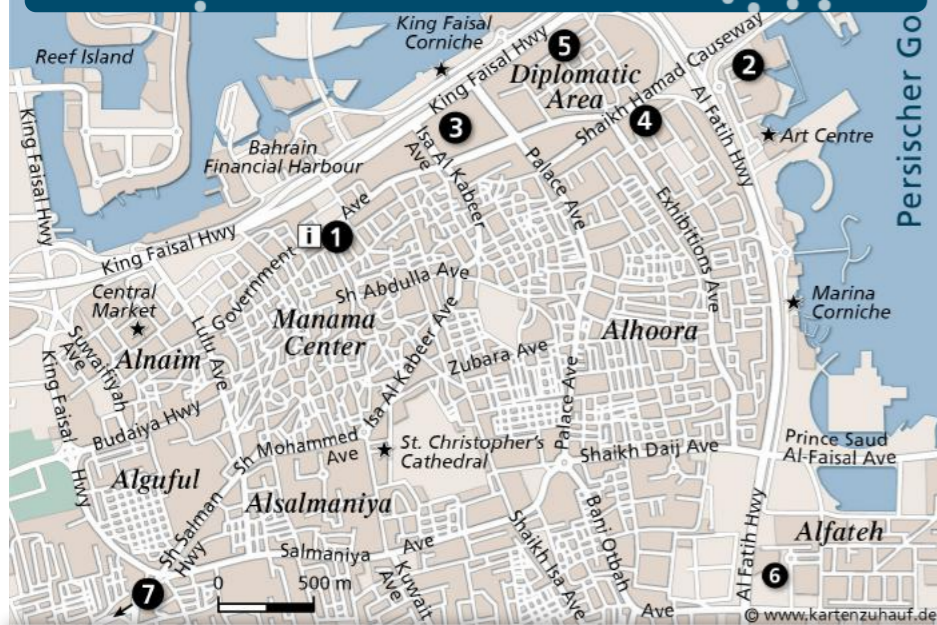 King Faisal
Corniche
Reef Island
King Faisal Hwy
5
Diplomatic
Area
Shaikh Hamad Causeway
2
Persischer Go
King Faisal Hwy
3
4
Al Fatih Hwy
Art Centre
Bahrain
Financial Harbour
Isa Al Kabeer
Ave
Palace Ave
Exhibitions Ave
King Faisal Hwy
i
1
Government Ave
Central
Market
Sh Abdulla Ave
Marina
Corniche
Manama
Center
Alhoora
Suwaifiyah
Ave
Alnaim
Lulu Ave
Isa Al Kabeer Ave
Zubara Ave
Palace Ave
King Faisal
Hwy
Budaiya Hwy
Sh Mohammed
Ave
St. Christopher's
Cathedral
Shaikh Daij Ave
Prince Saud
Al-Faisal Ave
Alguful
Alsalmaniya
Sh Salman
Hwy
Shaikh Isa Ave
Bani Otbah
Ave
Al Fatih Hwy
Alfateh
Salmaniya Ave
Kuwait
Ave
6
7
0 500 m
© www.kartenzuhauf.de